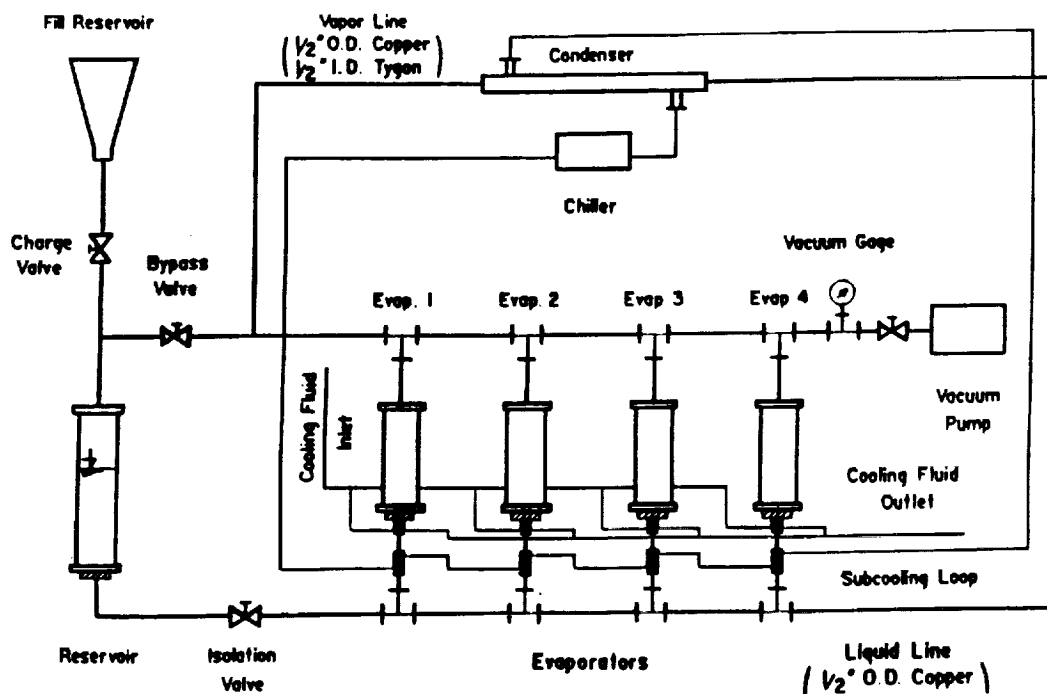 Fill Reservoir
Vapor Line
( 1/2" O.D. Copper
1/2" I.D. Tygon )
Condenser
Chiller
Charge
Valve
Bypass
Valve
Vacuum Gage
Evap. 1
Evap. 2
Evap 3
Evap 4
Vacuum
Pump
Cooling Fluid
Inlet
Cooling Fluid
Outlet
Subcooling Loop
Reservoir
Isolation
Valve
Evaporators
Liquid Line
( 1/2" O.D. Copper )